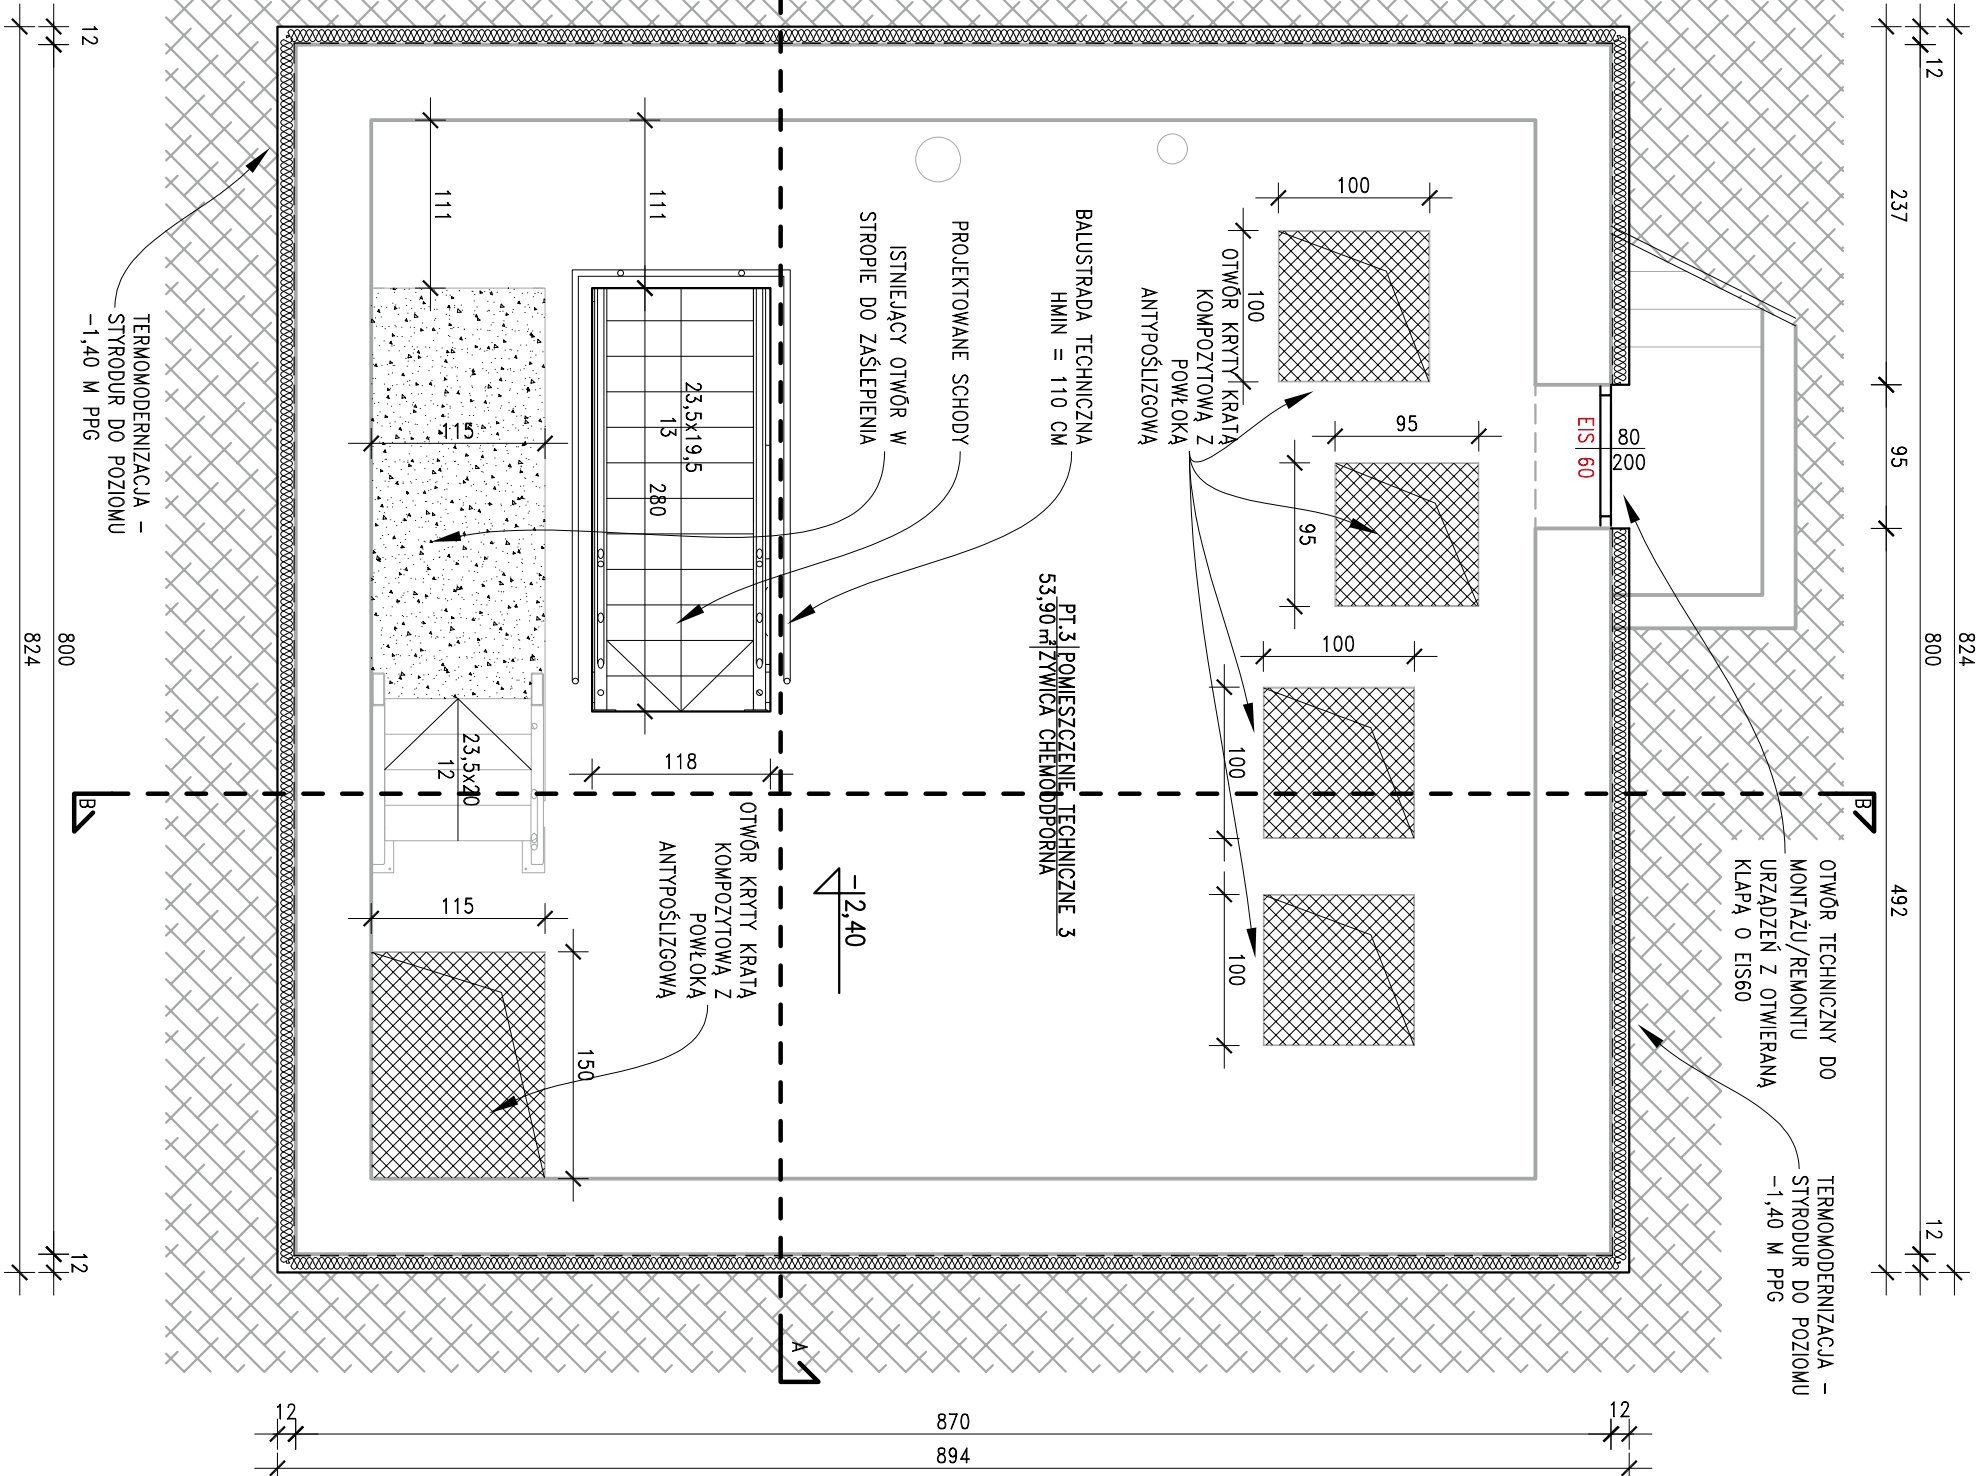 824
800
12
12
237
95
492
OTWÓR TECHNICZNY DO
MONTAŻU/REMONTU
URZĄDZEŃ Z OTWIERANĄ
KLAPĄ O EIS60
TERMOMODERNIZACJA -
STYRODUR DO POZIOMU
-1,40 M PPG
B
80
200
EIS 60
100
100
95
95
100
100
100
OTWÓR KRYTY KRATĄ
KOMPOZYTOWĄ Z
POWŁOKĄ
ANTYPOŚLIZGOWĄ
BALUSTRADA TECHNICZNA
HMIN = 110 CM
PT.3 POMIESZCZENIE TECHNICZNE 3
53,90 m² ŻYWICA CHEMOODPORNA
PROJEKTOWANE SCHODY
ISTNIEJĄCY OTWÓR W
STROPIE DO ZAŚLEPIENIA
-2,40
A
OTWÓR KRYTY KRATĄ
KOMPOZYTOWĄ Z
POWŁOKĄ
ANTYPOŚLIZGOWĄ
111
23,5x19,5
13
280
118
150
111
115
23,5x20
12
115
TERMOMODERNIZACJA -
STYRODUR DO POZIOMU
-1,40 M PPG
B
12
800
12
824
12
870
12
894